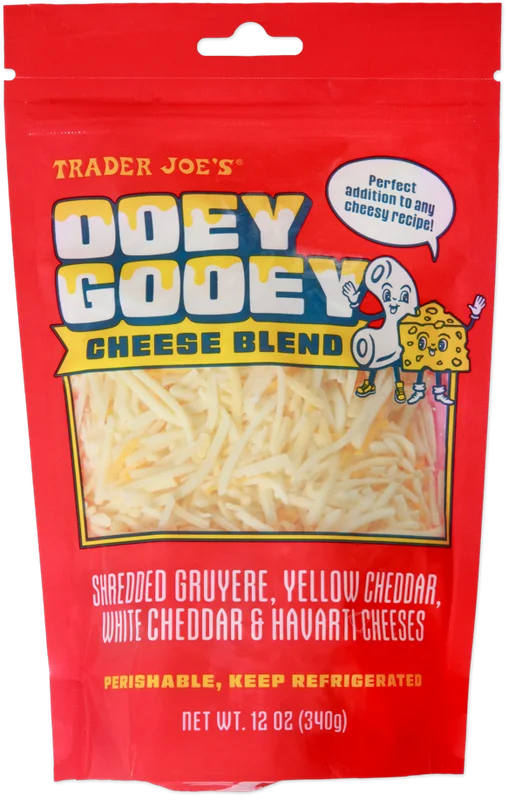 TRADER JOE'S®
OOEY
GOOEY
CHEESE BLEND
Perfect
addition to any
cheesy recipe!
SHREDDED GRUYERE, YELLOW CHEDDAR,
WHITE CHEDDAR & HAVARTI CHEESES
PERISHABLE, KEEP REFRIGERATED
NET WT. 12 OZ (340g)